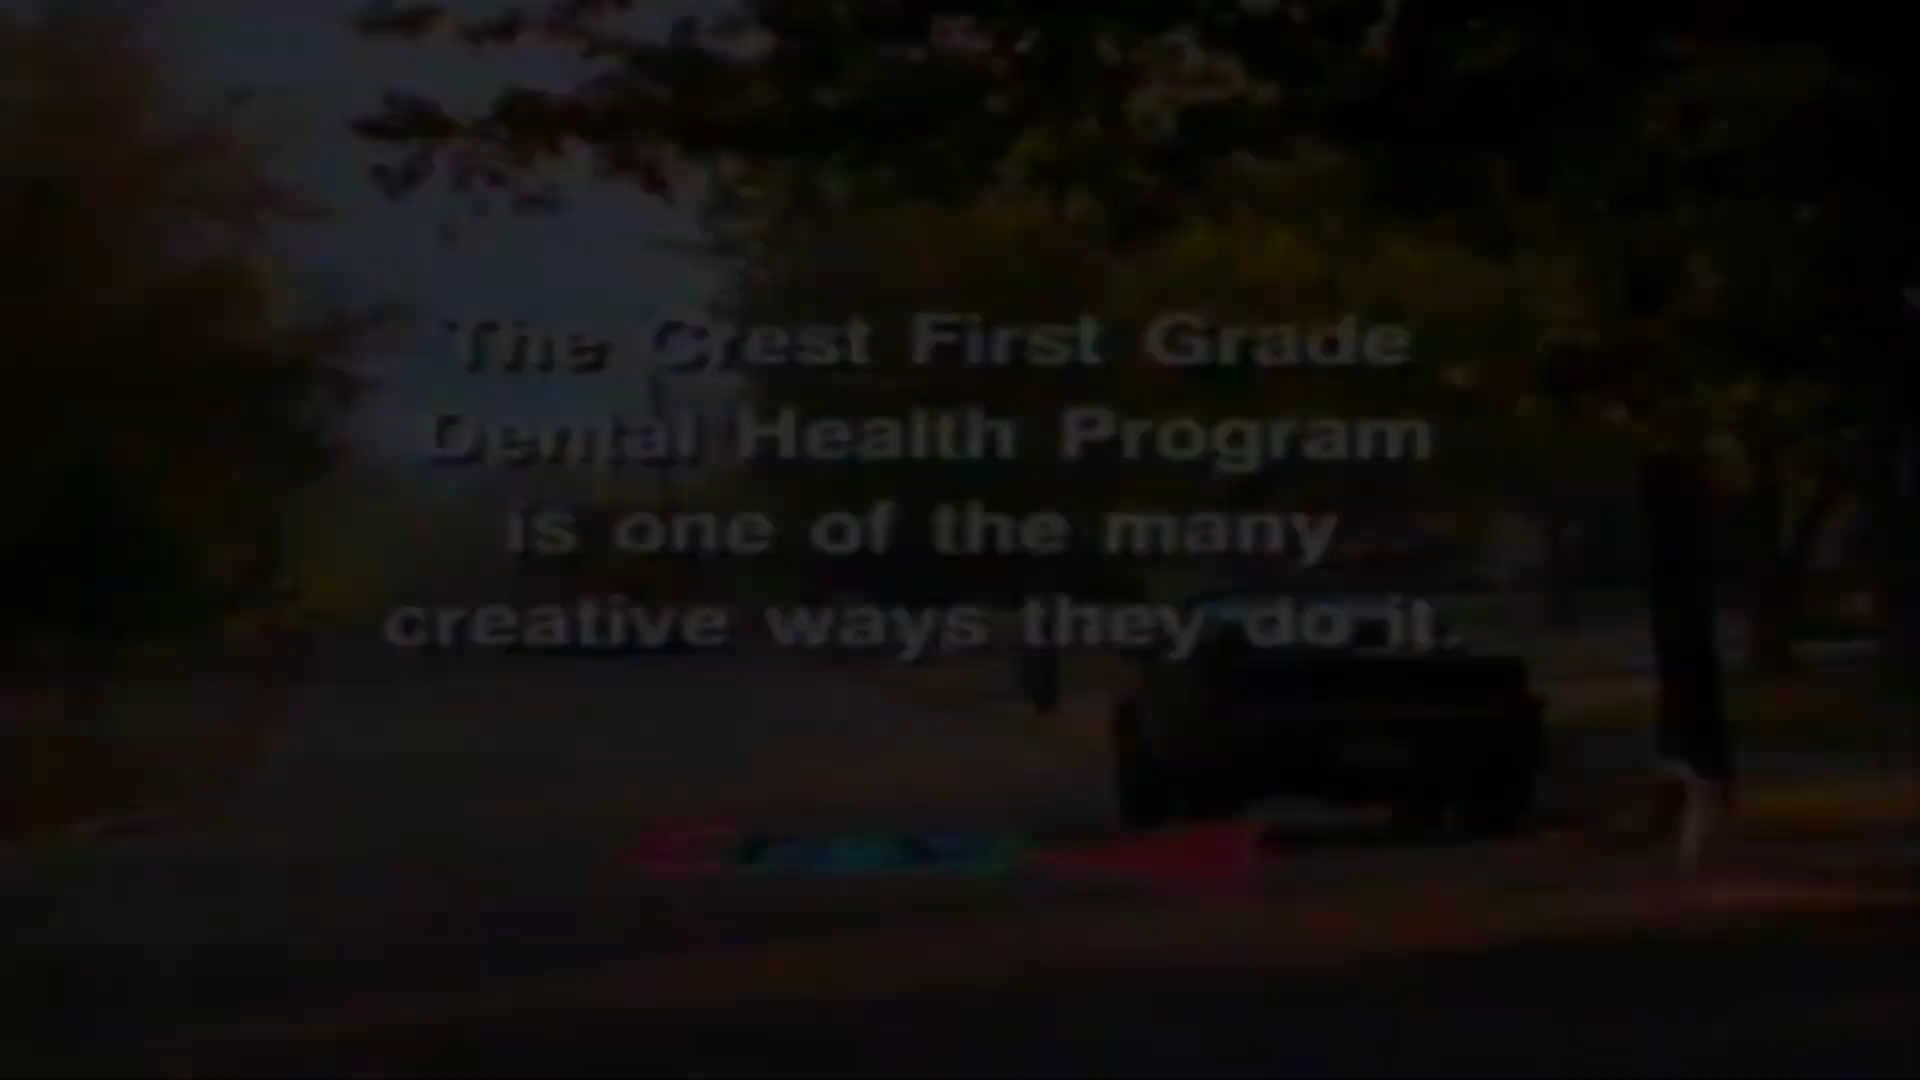 The Crest First Grade
Dental Health Program
is one of the many
creative ways they do it.